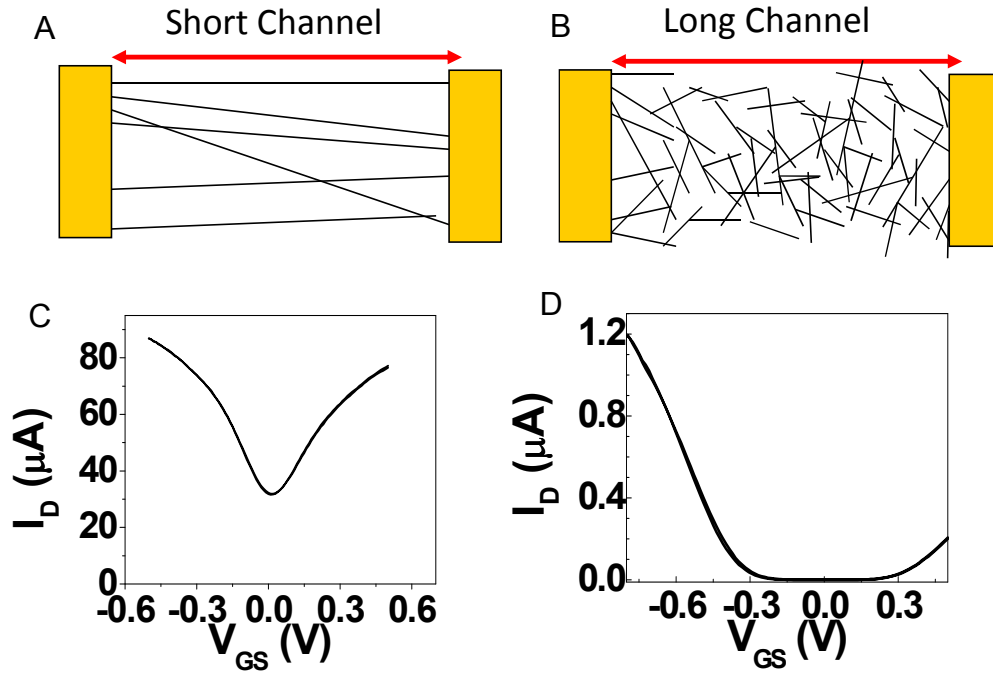 A
Short Channel
B
Long Channel
C
I_D (μA)
80
60
40
20
0
-0.6 -0.3 0.0 0.3 0.6
V_GS (V)
D
I_D (μA)
1.2
0.8
0.4
0.0
-0.6 -0.3 0.0 0.3
V_GS (V)